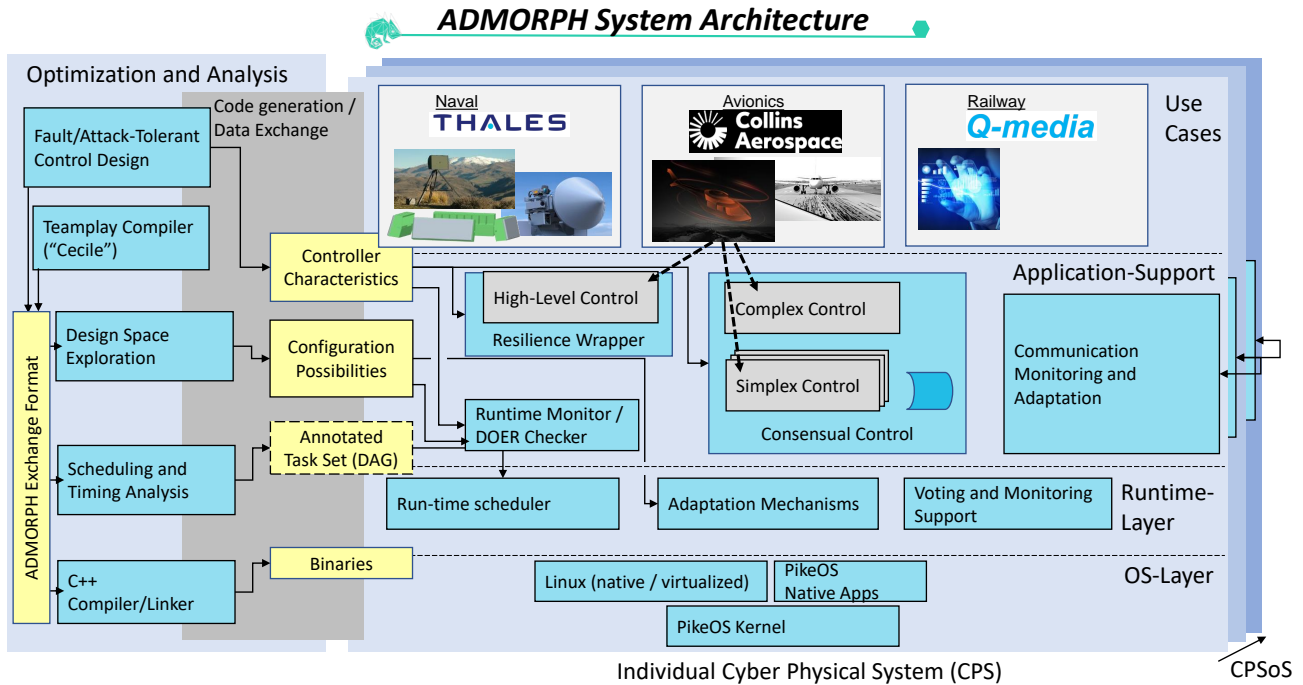 ADMORPH System Architecture
Optimization and Analysis
Code generation /
Data Exchange
Fault/Attack-Tolerant
Control Design
Teamplay Compiler
("Cecile")
ADMORPH Exchange Format
Design Space
Exploration
Scheduling and
Timing Analysis
C++
Compiler/Linker
Controller
Characteristics
Configuration
Possibilities
Annotated
Task Set (DAG)
Binaries
Naval
THALES
Avionics
Collins
Aerospace
Railway
Q-media
Use
Cases
High-Level Control
Resilience Wrapper
Complex Control
Simplex Control
Consensual Control
Application-Support
Communication
Monitoring and
Adaptation
Runtime Monitor /
DOER Checker
Run-time scheduler
Adaptation Mechanisms
Voting and Monitoring
Support
Runtime-
Layer
Linux (native / virtualized)
PikeOS
Native Apps
PikeOS Kernel
OS-Layer
Individual Cyber Physical System (CPS)
CPSoS